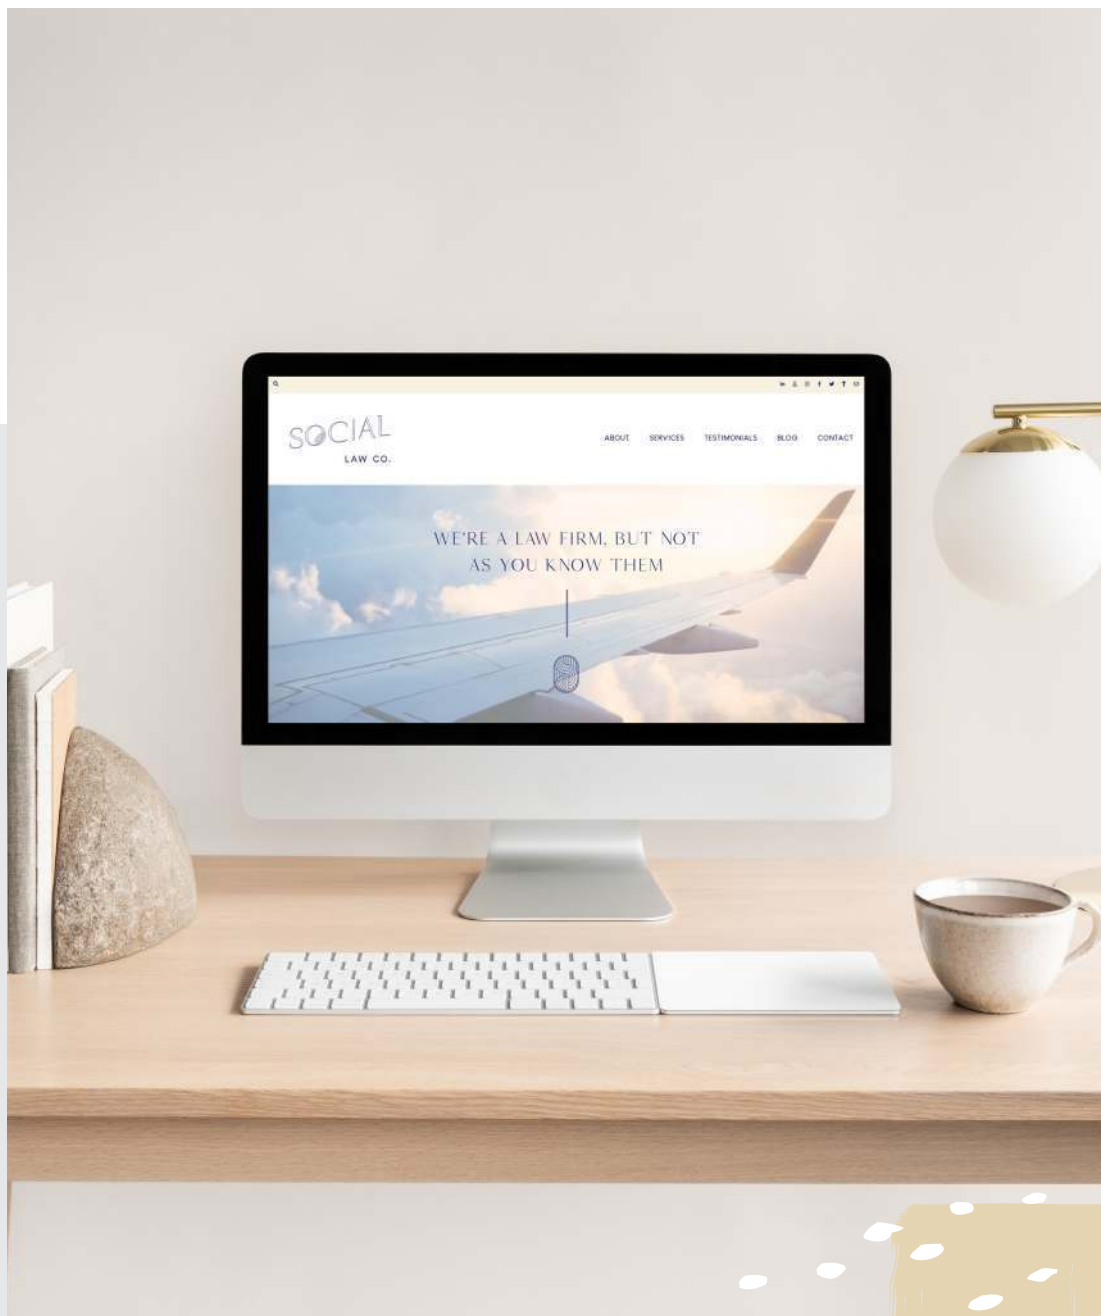 SOCIAL
LAW CO.
ABOUT SERVICES TESTIMONIALS BLOG CONTACT
WE'RE A LAW FIRM, BUT NOT
AS YOU KNOW THEM